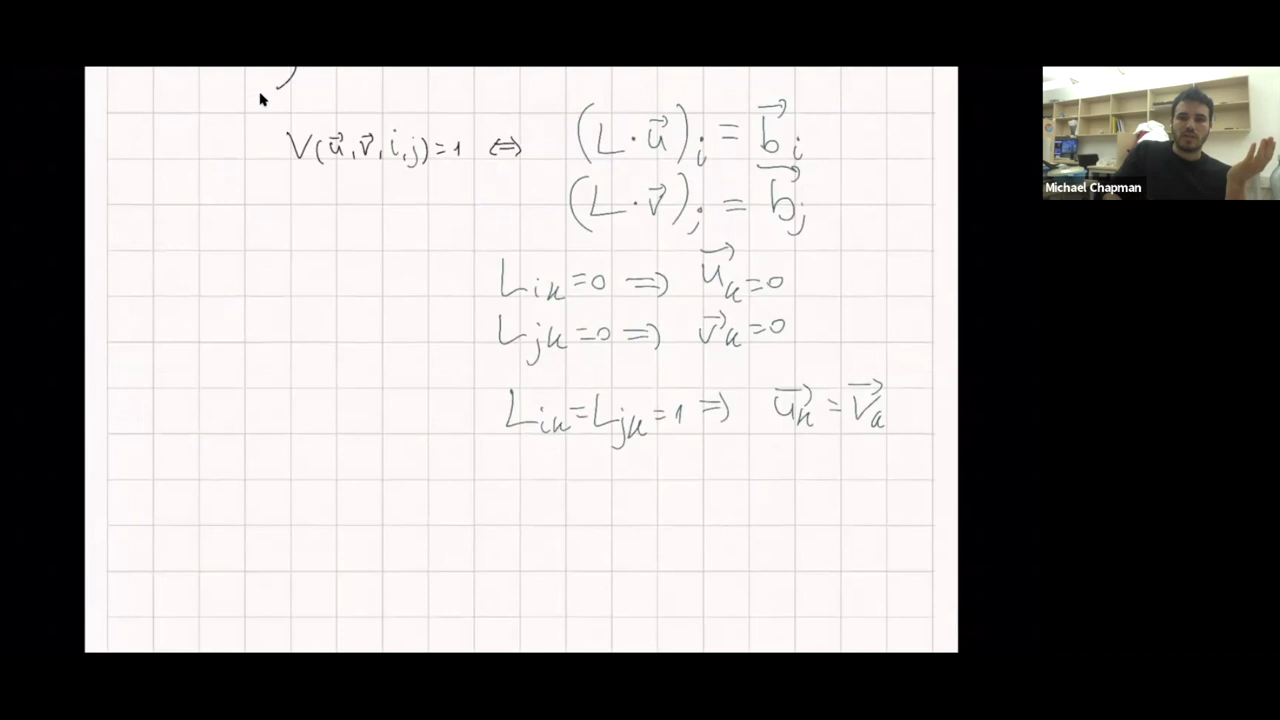 V(u⃗, v⃗, i, j) = 1 ⇔ (L · u⃗)_i = b⃗_i
(L · v⃗)_j = b⃗_j
L_ik = 0 ⇒ u⃗_k = 0
L_jk = 0 ⇒ v⃗_k = 0
L_ik = L_jk = 1 ⇒ u⃗_k = v⃗_k
Michael Chapman